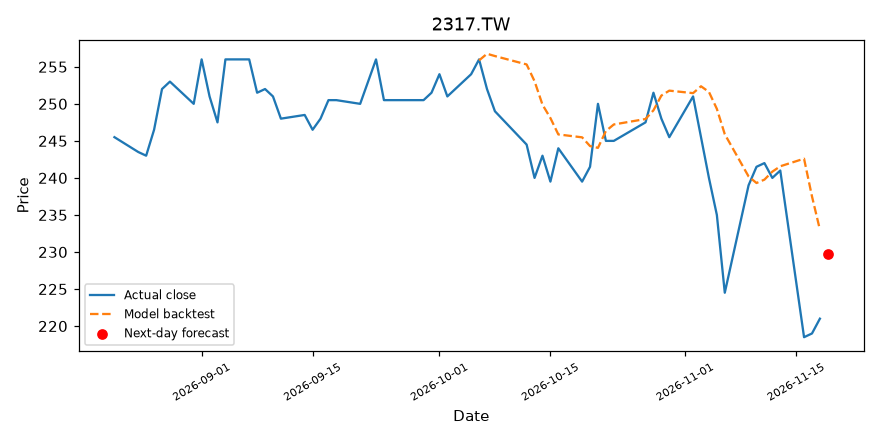 2317.TW
255
250
245
240
235
230
225
220
Price
Actual close
Model backtest
Next-day forecast
2026-09-01
2026-09-15
2026-10-01
2026-10-15
2026-11-01
2026-11-15
Date